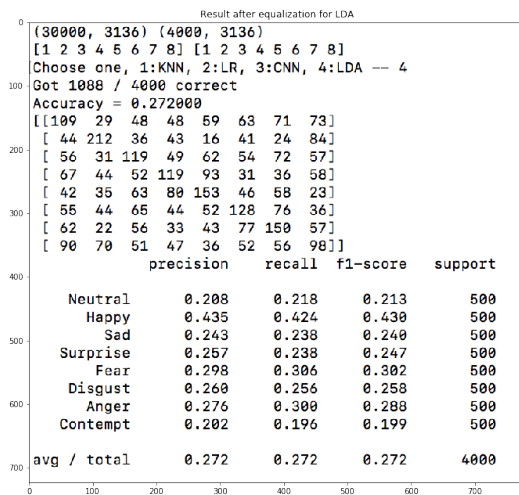 Result after equalization for LDA
(30000, 3136) (4000, 3136)
[1 2 3 4 5 6 7 8] [1 2 3 4 5 6 7 8]
Choose one, 1:KNN, 2:LR, 3:CNN, 4:LDA -- 4
Got 1088 / 4000 correct
Accuracy = 0.272000
[[109 29 48 48 59 63 71 73]
[ 44 212 36 43 16 41 24 84]
[ 56 31 119 49 62 54 72 57]
[ 67 44 52 119 93 31 36 58]
[ 42 35 63 80 153 46 58 23]
[ 55 44 65 44 52 128 76 36]
[ 62 22 56 33 43 77 150 57]
[ 90 70 51 47 36 52 56 98]]
precision recall f1-score support
Neutral 0.208 0.218 0.213 500
Happy 0.435 0.424 0.430 500
Sad 0.243 0.238 0.240 500
Surprise 0.257 0.238 0.247 500
Fear 0.298 0.306 0.302 500
Disgust 0.260 0.256 0.258 500
Anger 0.276 0.300 0.288 500
Contempt 0.202 0.196 0.199 500
avg / total 0.272 0.272 0.272 4000
0
100
200
300
400
500
600
700
0 100 200 300 400 500 600 700